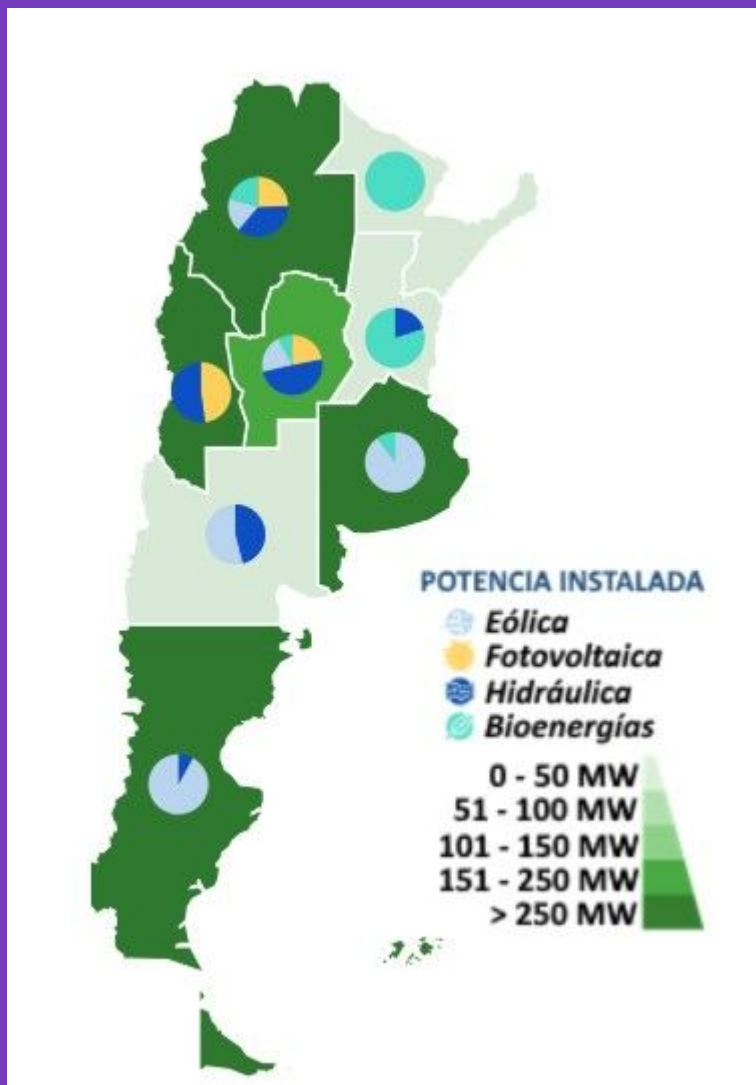 POTENCIA INSTALADA
Eólica
Fotovoltaica
Hidráulica
Bioenergías
0 - 50 MW
51 - 100 MW
101 - 150 MW
151 - 250 MW
> 250 MW